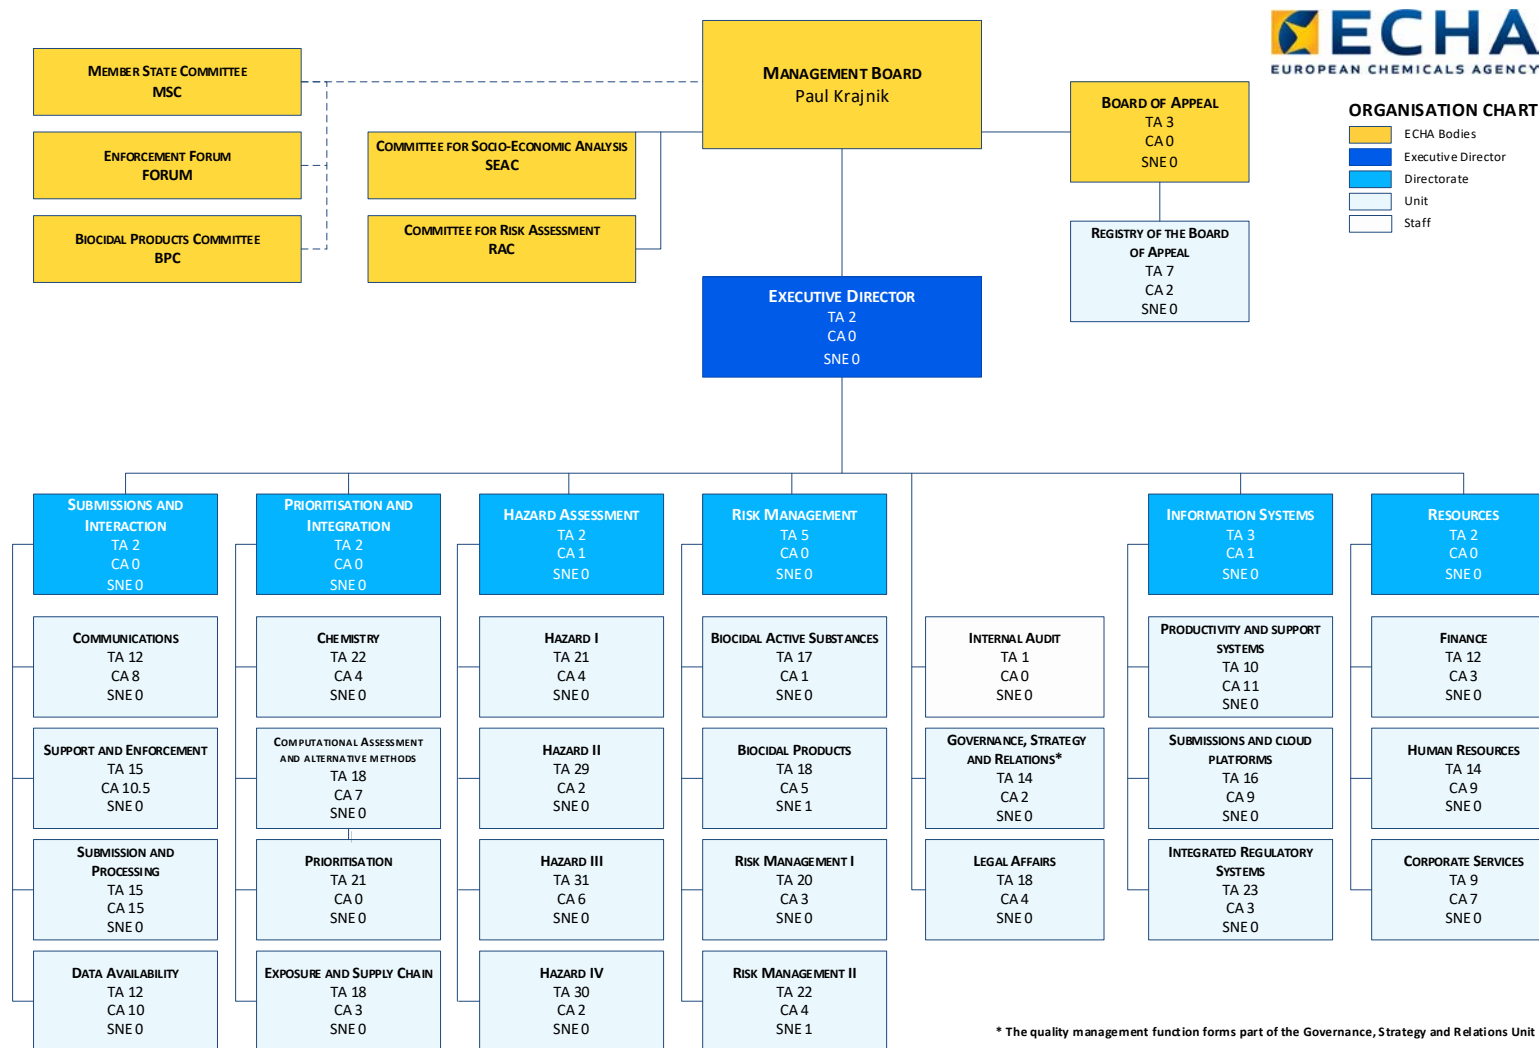 ECHA
EUROPEAN CHEMICALS AGENCY
ORGANISATION CHART
ECHA Bodies
Executive Director
Directorate
Unit
Staff
MEMBER STATE COMMITTEE
MSC
ENFORCEMENT FORUM
FORUM
BIOCIDAL PRODUCTS COMMITTEE
BPC
COMMITTEE FOR SOCIO-ECONOMIC ANALYSIS
SEAC
COMMITTEE FOR RISK ASSESSMENT
RAC
MANAGEMENT BOARD
Paul Krajnik
BOARD OF APPEAL
TA 3
CA 0
SNE 0
REGISTRY OF THE BOARD
OF APPEAL
TA 7
CA 2
SNE 0
EXECUTIVE DIRECTOR
TA 2
CA 0
SNE 0
SUBMISSIONS AND
INTERACTION
TA 2
CA 0
SNE 0
COMMUNICATIONS
TA 12
CA 8
SNE 0
SUPPORT AND ENFORCEMENT
TA 15
CA 10.5
SNE 0
SUBMISSION AND
PROCESSING
TA 15
CA 15
SNE 0
DATA AVAILABILITY
TA 12
CA 10
SNE 0
PRIORITISATION AND
INTEGRATION
TA 2
CA 0
SNE 0
CHEMISTRY
TA 22
CA 4
SNE 0
COMPUTATIONAL ASSESSMENT
AND ALTERNATIVE METHODS
TA 18
CA 7
SNE 0
PRIORITISATION
TA 21
CA 0
SNE 0
EXPOSURE AND SUPPLY CHAIN
TA 18
CA 3
SNE 0
HAZARD ASSESSMENT
TA 2
CA 1
SNE 0
HAZARD I
TA 21
CA 4
SNE 0
HAZARD II
TA 29
CA 2
SNE 0
HAZARD III
TA 31
CA 6
SNE 0
HAZARD IV
TA 30
CA 2
SNE 0
RISK MANAGEMENT
TA 5
CA 0
SNE 0
BIOCIDAL ACTIVE SUBSTANCES
TA 17
CA 1
SNE 0
BIOCIDAL PRODUCTS
TA 18
CA 5
SNE 1
RISK MANAGEMENT I
TA 20
CA 3
SNE 0
RISK MANAGEMENT II
TA 22
CA 4
SNE 1
INTERNAL AUDIT
TA 1
CA 0
SNE 0
GOVERNANCE, STRATEGY
AND RELATIONS*
TA 14
CA 2
SNE 0
LEGAL AFFAIRS
TA 18
CA 4
SNE 0
INFORMATION SYSTEMS
TA 3
CA 1
SNE 0
PRODUCTIVITY AND SUPPORT
SYSTEMS
TA 10
CA 11
SNE 0
SUBMISSIONS AND CLOUD
PLATFORMS
TA 16
CA 9
SNE 0
INTEGRATED REGULATORY
SYSTEMS
TA 23
CA 3
SNE 0
RESOURCES
TA 2
CA 0
SNE 0
FINANCE
TA 12
CA 3
SNE 0
HUMAN RESOURCES
TA 14
CA 9
SNE 0
CORPORATE SERVICES
TA 9
CA 7
SNE 0
* The quality management function forms part of the Governance, Strategy and Relations Unit